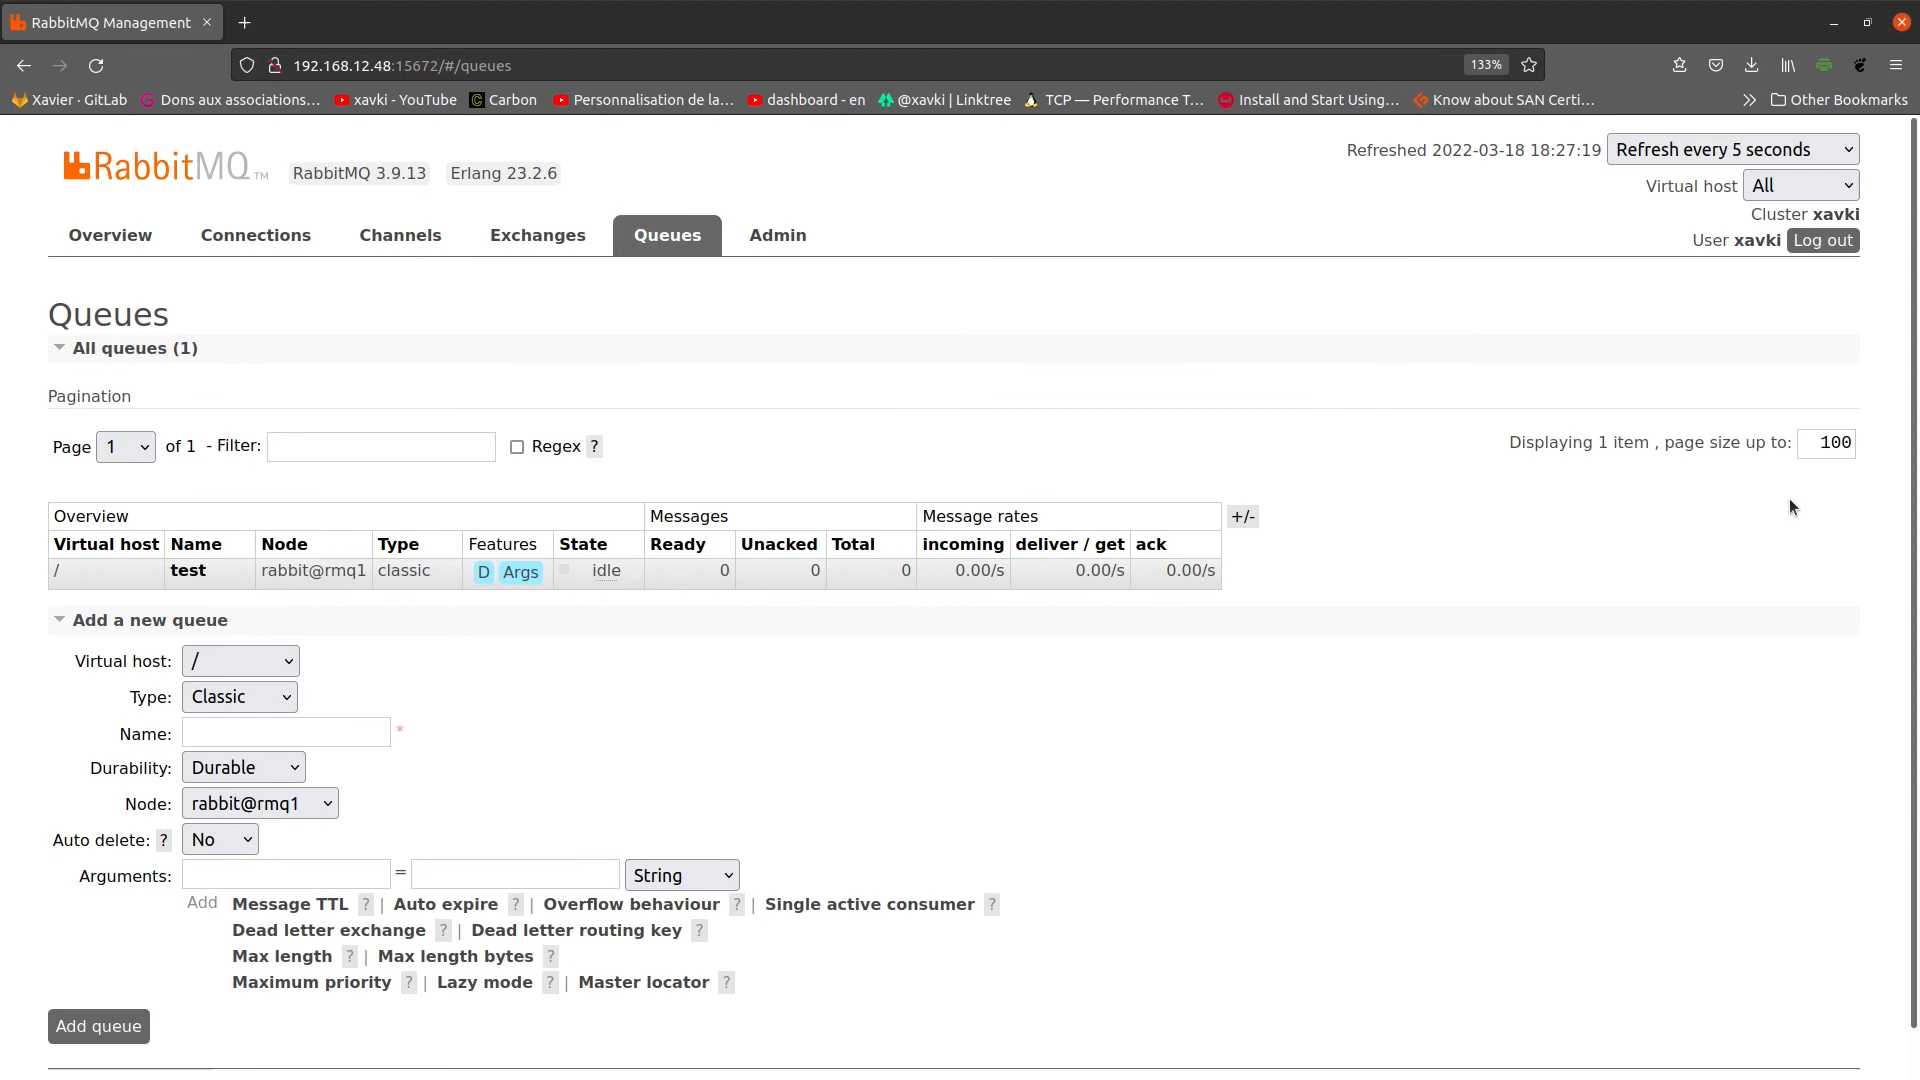 RabbitMQ Management
192.168.12.48:15672/#/queues
133%
Xavier · GitLab
Dons aux associations…
xavki - YouTube
Carbon
Personnalisation de la…
dashboard - en
@xavki | Linktree
TCP — Performance T…
Install and Start Using…
Know about SAN Certi…
Other Bookmarks
RabbitMQ TM
RabbitMQ 3.9.13 Erlang 23.2.6
Refreshed 2022-03-18 18:27:19 Refresh every 5 seconds
Virtual host All
Cluster xavki
User xavki Log out
Overview Connections Channels Exchanges Queues Admin
Queues
All queues (1)
Pagination
Page 1 of 1 - Filter: Regex ?
Displaying 1 item , page size up to: 100
Overview Messages Message rates +/-
Virtual host Name Node Type Features State Ready Unacked Total incoming deliver / get ack
/ test rabbit@rmq1 classic D Args idle 0 0 0 0.00/s 0.00/s 0.00/s
Add a new queue
Virtual host: /
Type: Classic
Name: *
Durability: Durable
Node: rabbit@rmq1
Auto delete: ? No
Arguments: = String
Add Message TTL ? | Auto expire ? | Overflow behaviour ? | Single active consumer ?
Dead letter exchange ? | Dead letter routing key ?
Max length ? | Max length bytes ?
Maximum priority ? | Lazy mode ? | Master locator ?
Add queue